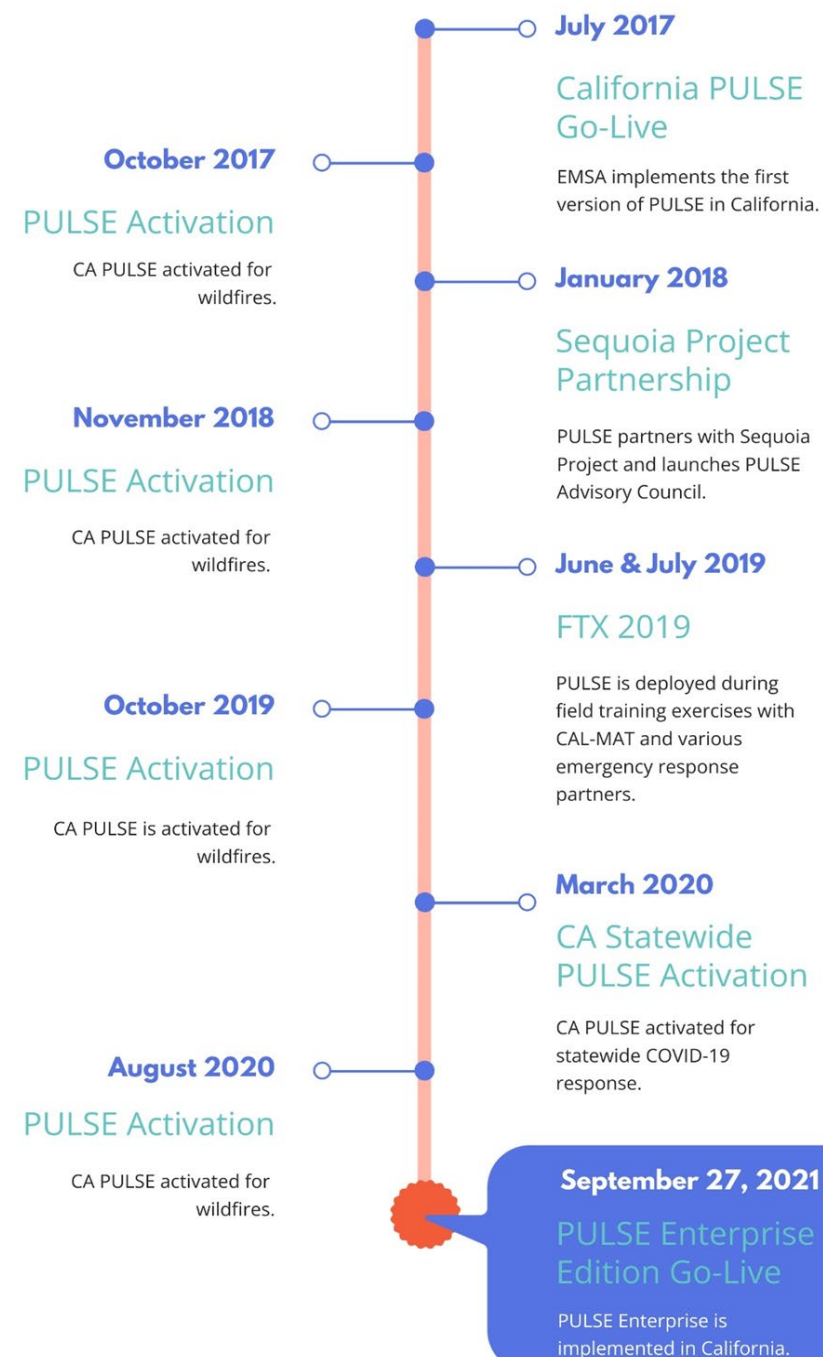 July 2017
California PULSE
Go-Live
EMSA implements the first
version of PULSE in California.
October 2017
PULSE Activation
CA PULSE activated for
wildfires.
January 2018
Sequoia Project
Partnership
PULSE partners with Sequoia
Project and launches PULSE
Advisory Council.
November 2018
PULSE Activation
CA PULSE activated for
wildfires.
June & July 2019
FTX 2019
PULSE is deployed during
field training exercises with
CAL-MAT and various
emergency response
partners.
October 2019
PULSE Activation
CA PULSE is activated for
wildfires.
March 2020
CA Statewide
PULSE Activation
CA PULSE activated for
statewide COVID-19
response.
August 2020
PULSE Activation
CA PULSE activated for
wildfires.
September 27, 2021
PULSE Enterprise
Edition Go-Live
PULSE Enterprise is
implemented in California.